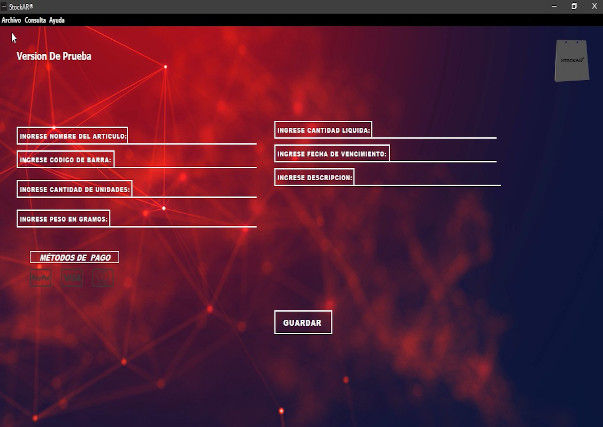 StockAR®
Archivo Consulta Ayuda
Version De Prueba
STOCKAR®
INGRESE NOMBRE DEL ARTICULO:
INGRESE CODIGO DE BARRA:
INGRESE CANTIDAD DE UNIDADES:
INGRESE PESO EN GRAMOS:
INGRESE CANTIDAD LIQUIDA:
INGRESE FECHA DE VENCIMIENTO:
INGRESE DESCRIPCION:
MÉTODOS DE PAGO
GUARDAR